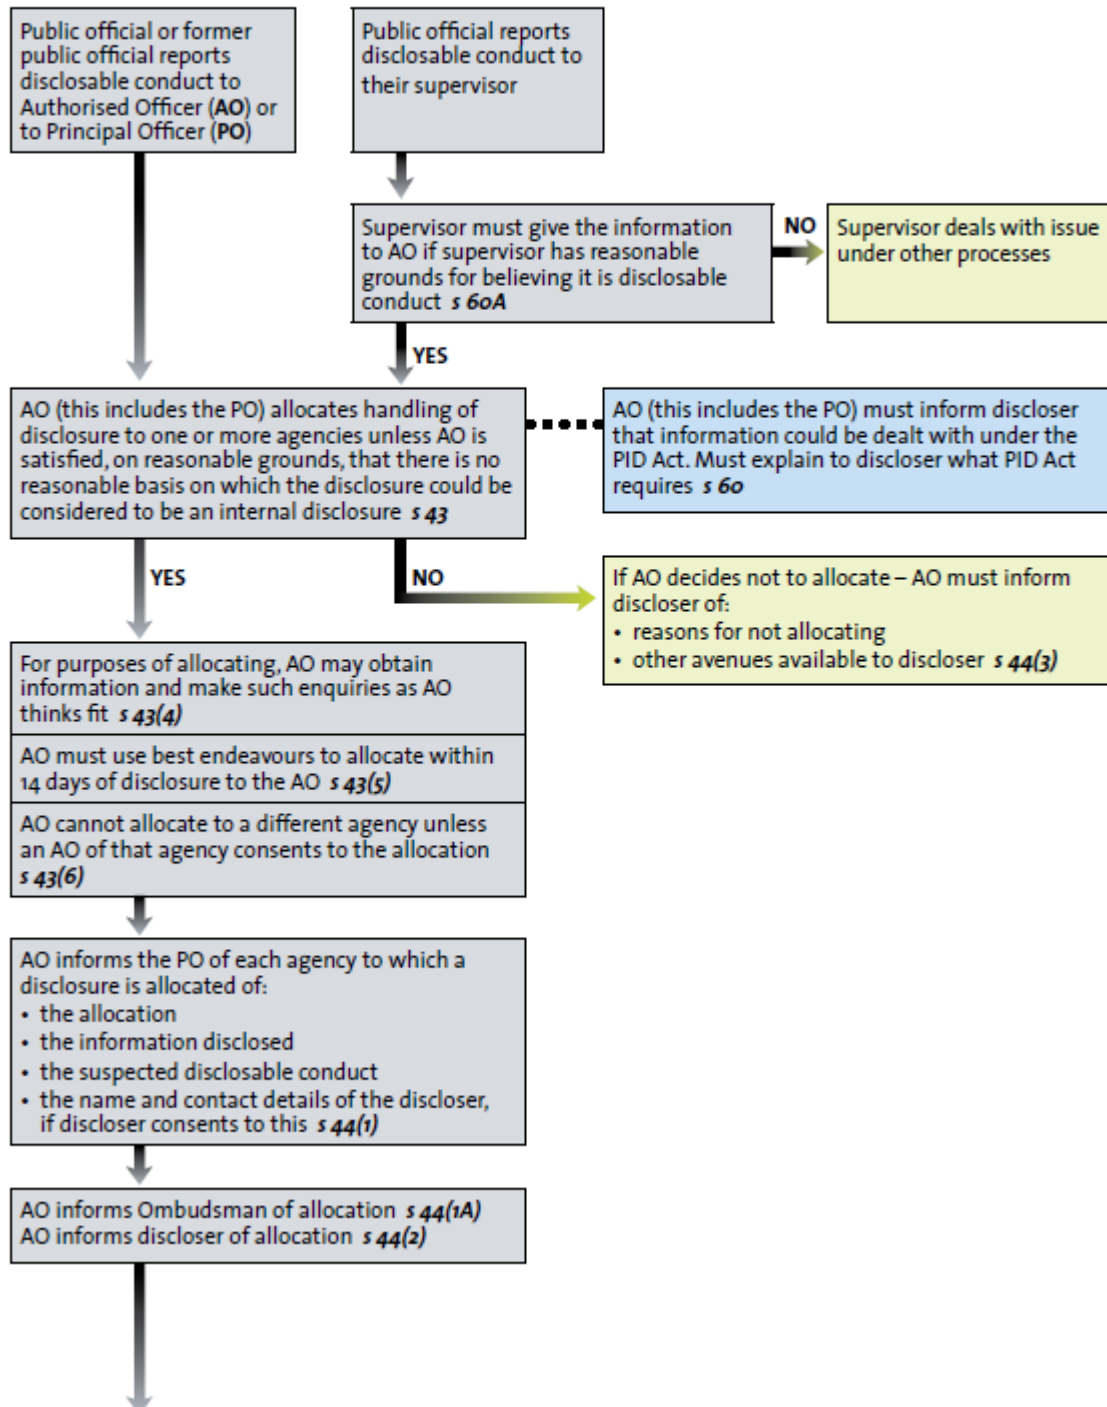 Public official or former
public official reports
disclosable conduct to
Authorised Officer (AO) or
to Principal Officer (PO)
Public official reports
disclosable conduct to
their supervisor
Supervisor must give the information
to AO if supervisor has reasonable
grounds for believing it is disclosable
conduct s 60A
NO
Supervisor deals with issue
under other processes
YES
AO (this includes the PO) allocates handling of
disclosure to one or more agencies unless AO is
satisfied, on reasonable grounds, that there is no
reasonable basis on which the disclosure could be
considered to be an internal disclosure s 43
AO (this includes the PO) must inform discloser
that information could be dealt with under the
PID Act. Must explain to discloser what PID Act
requires s 60
YES
NO
If AO decides not to allocate – AO must inform
discloser of:
• reasons for not allocating
• other avenues available to discloser s 44(3)
For purposes of allocating, AO may obtain
information and make such enquiries as AO
thinks fit s 43(4)
AO must use best endeavours to allocate within
14 days of disclosure to the AO s 43(5)
AO cannot allocate to a different agency unless
an AO of that agency consents to the allocation
s 43(6)
AO informs the PO of each agency to which a
disclosure is allocated of:
• the allocation
• the information disclosed
• the suspected disclosable conduct
• the name and contact details of the discloser,
if discloser consents to this s 44(1)
AO informs Ombudsman of allocation s 44(1A)
AO informs discloser of allocation s 44(2)